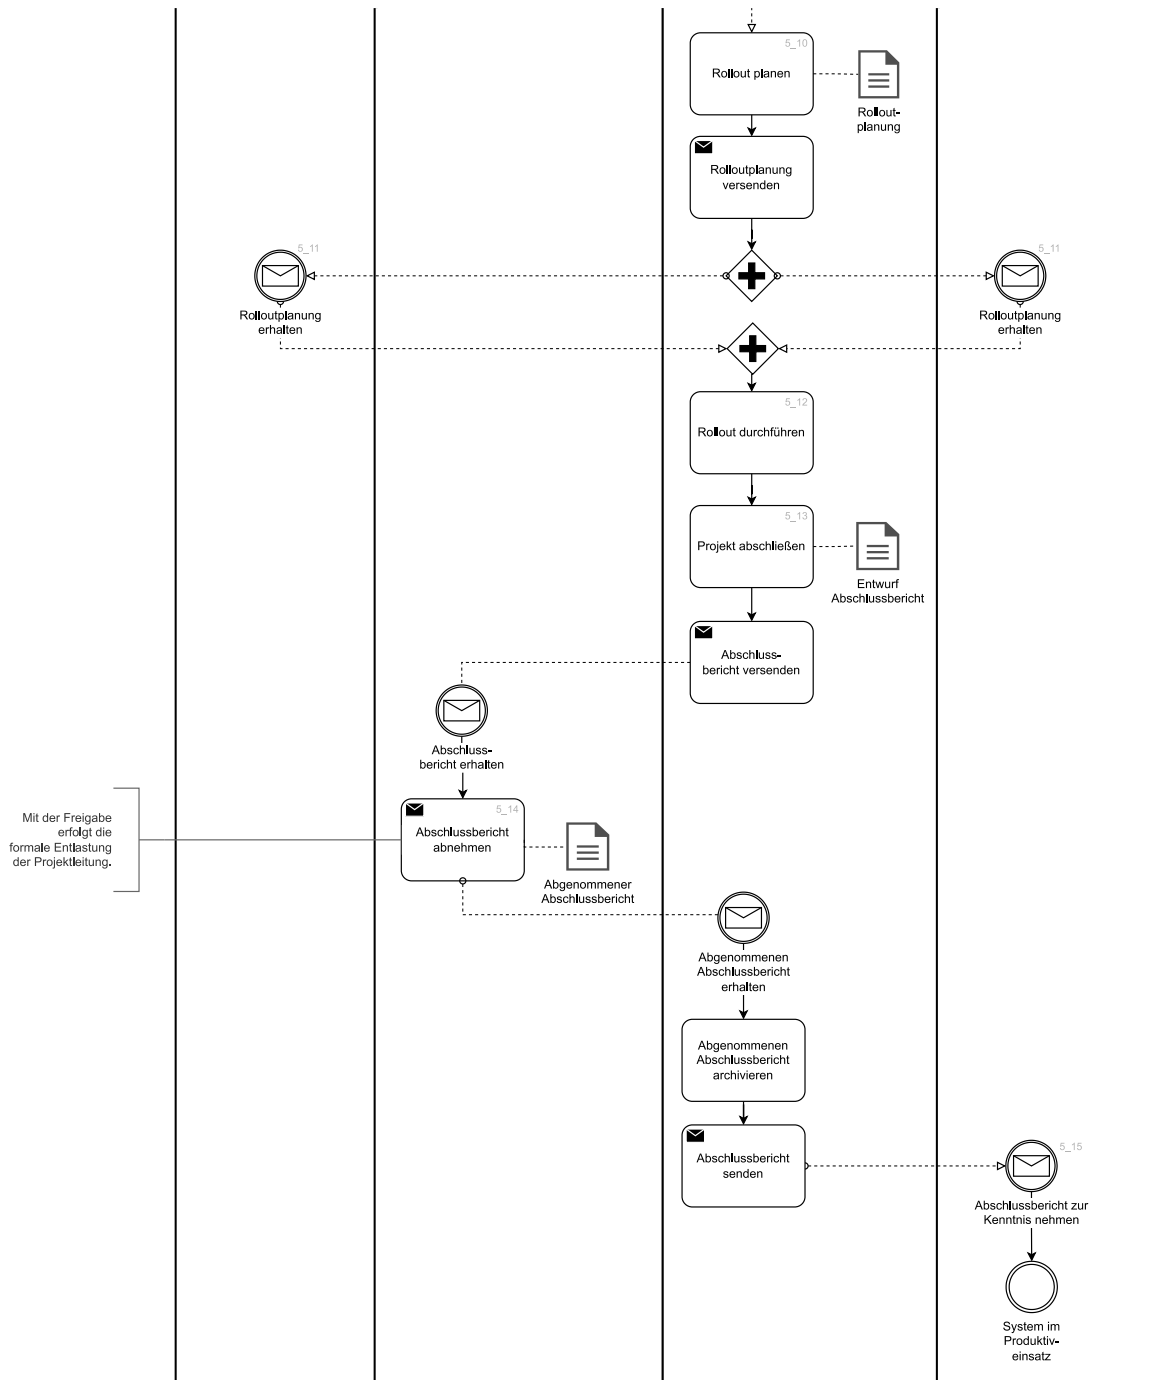 5_10
Rollout planen
Rollout-
planung
Rolloutplanung
versenden
5_11
Rolloutplanung
erhalten
5_11
Rolloutplanung
erhalten
5_12
Rollout durchführen
5_13
Projekt abschließen
Entwurf
Abschlussbericht
Abschluss-
bericht versenden
Abschluss-
bericht erhalten
Mit der Freigabe
erfolgt die
formale Entlastung
der Projektleitung.
5_14
Abschlussbericht
abnehmen
Abgenommener
Abschlussbericht
Abgenommenen
Abschlussbericht
erhalten
Abgenommenen
Abschlussbericht
archivieren
Abschlussbericht
senden
5_15
Abschlussbericht zur
Kenntnis nehmen
System im
Produktiv-
einsatz